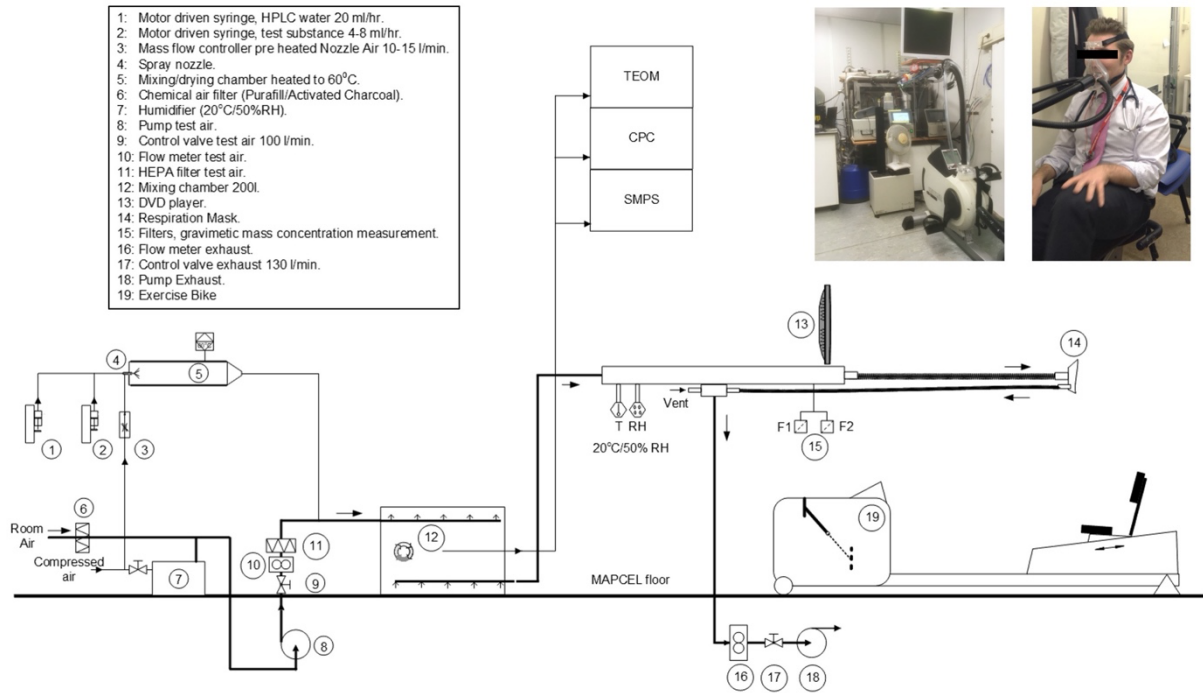 1: Motor driven syringe, HPLC water 20 ml/hr.
2: Motor driven syringe, test substance 4-8 ml/hr.
3: Mass flow controller pre heated Nozzle Air 10-15 l/min.
4: Spray nozzle.
5: Mixing/drying chamber heated to 60°C.
6: Chemical air filter (Purafill/Activated Charcoal).
7: Humidifier (20°C/50%RH).
8: Pump test air.
9: Control valve test air 100 l/min.
10: Flow meter test air.
11: HEPA filter test air.
12: Mixing chamber 200l.
13: DVD player.
14: Respiration Mask.
15: Filters, gravimetric mass concentration measurement.
16: Flow meter exhaust.
17: Control valve exhaust 130 l/min.
18: Pump Exhaust.
19: Exercise Bike
TEOM
CPC
SMPS
4
5
13
14
1
2
3
Vent
T RH
F1 F2
15
20°C/50% RH
6
Room
Air
Compressed
air
7
11
10
9
12
MAPCEL floor
19
8
16
17
18